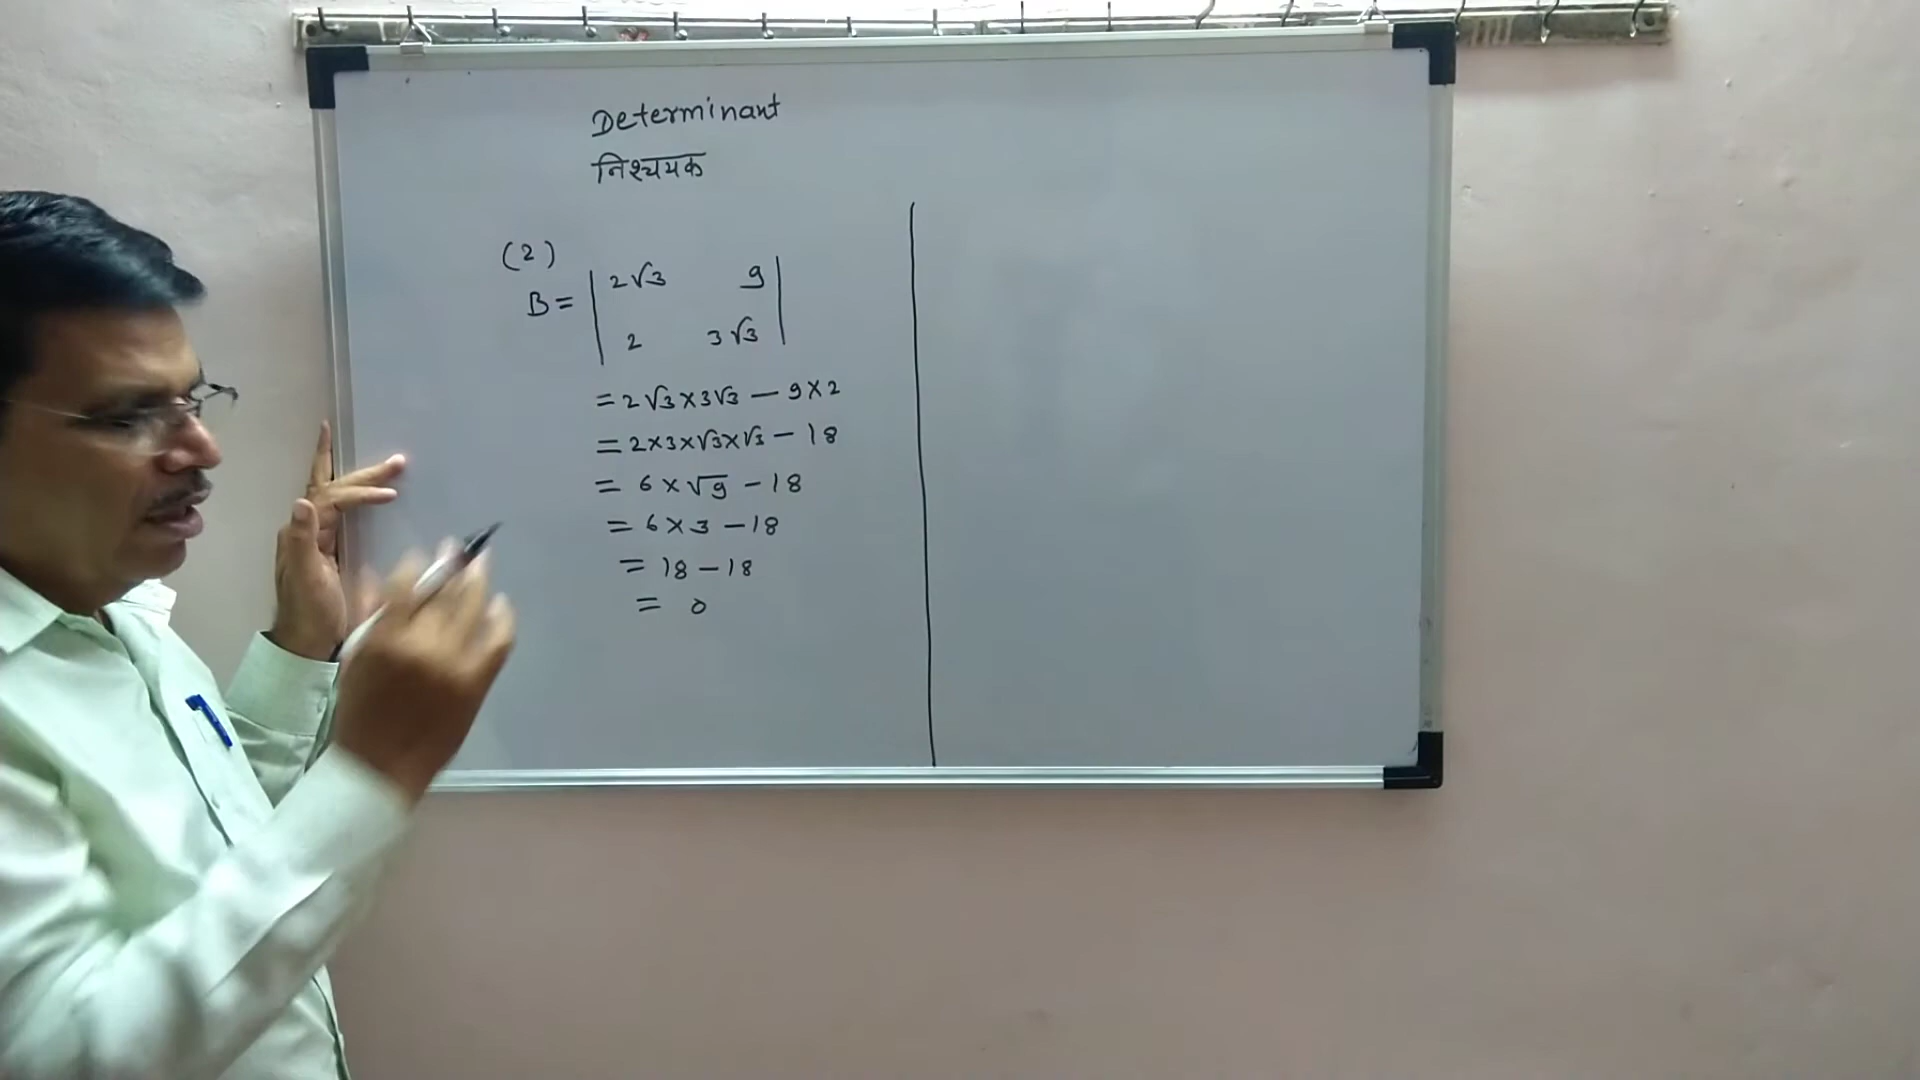 Determinant
निश्चयक
(2)
B = | 2√3 9 |
| 2 3√3 |
= 2√3×3√3 — 9×2
= 2×3×√3×√3 — 18
= 6×√9 – 18
= 6×3 – 18
= 18 – 18
= 0